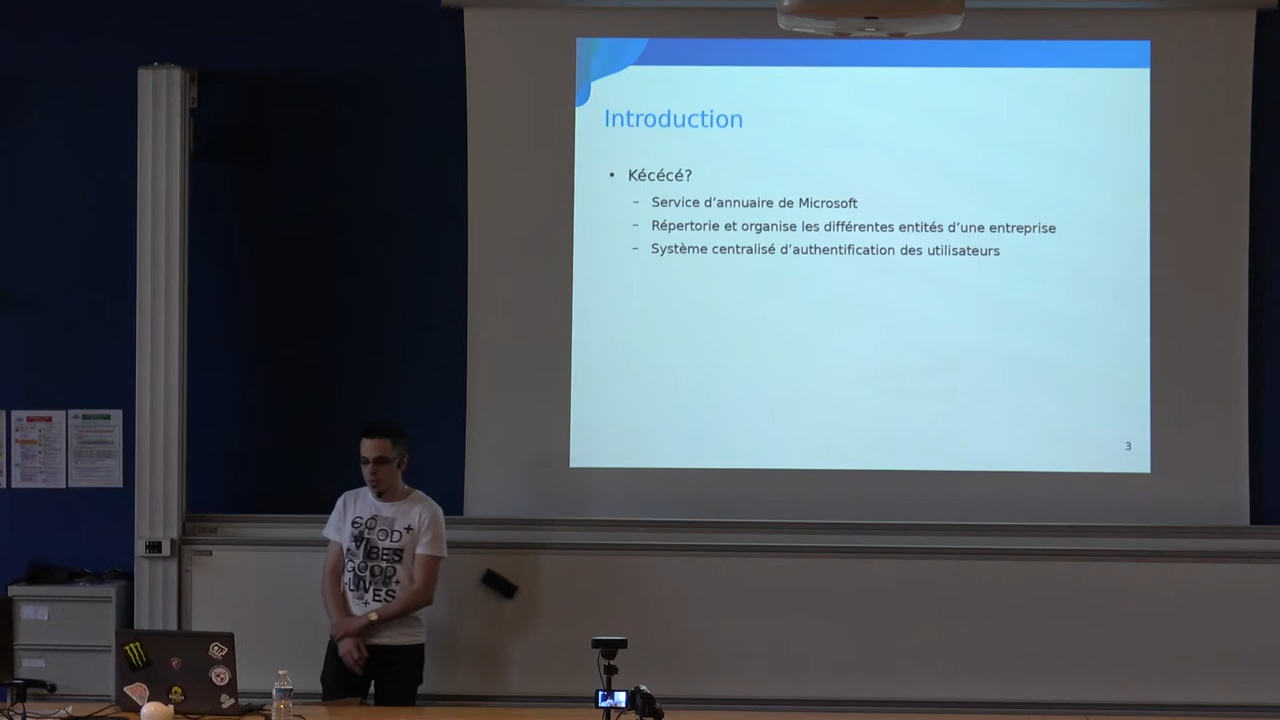 Introduction
• Kécécé?
– Service d’annuaire de Microsoft
– Répertorie et organise les différentes entités d’une entreprise
– Système centralisé d’authentification des utilisateurs
3
GOOD
VIBES
GOOD
LIVES